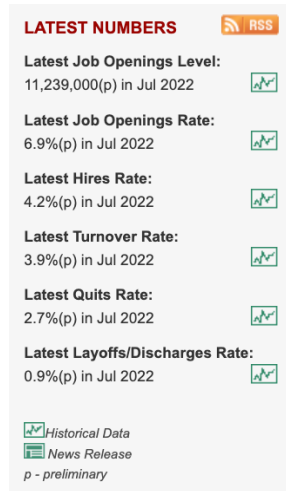 LATEST NUMBERS
RSS
Latest Job Openings Level:
11,239,000(p) in Jul 2022
Latest Job Openings Rate:
6.9%(p) in Jul 2022
Latest Hires Rate:
4.2%(p) in Jul 2022
Latest Turnover Rate:
3.9%(p) in Jul 2022
Latest Quits Rate:
2.7%(p) in Jul 2022
Latest Layoffs/Discharges Rate:
0.9%(p) in Jul 2022
Historical Data
News Release
p - preliminary